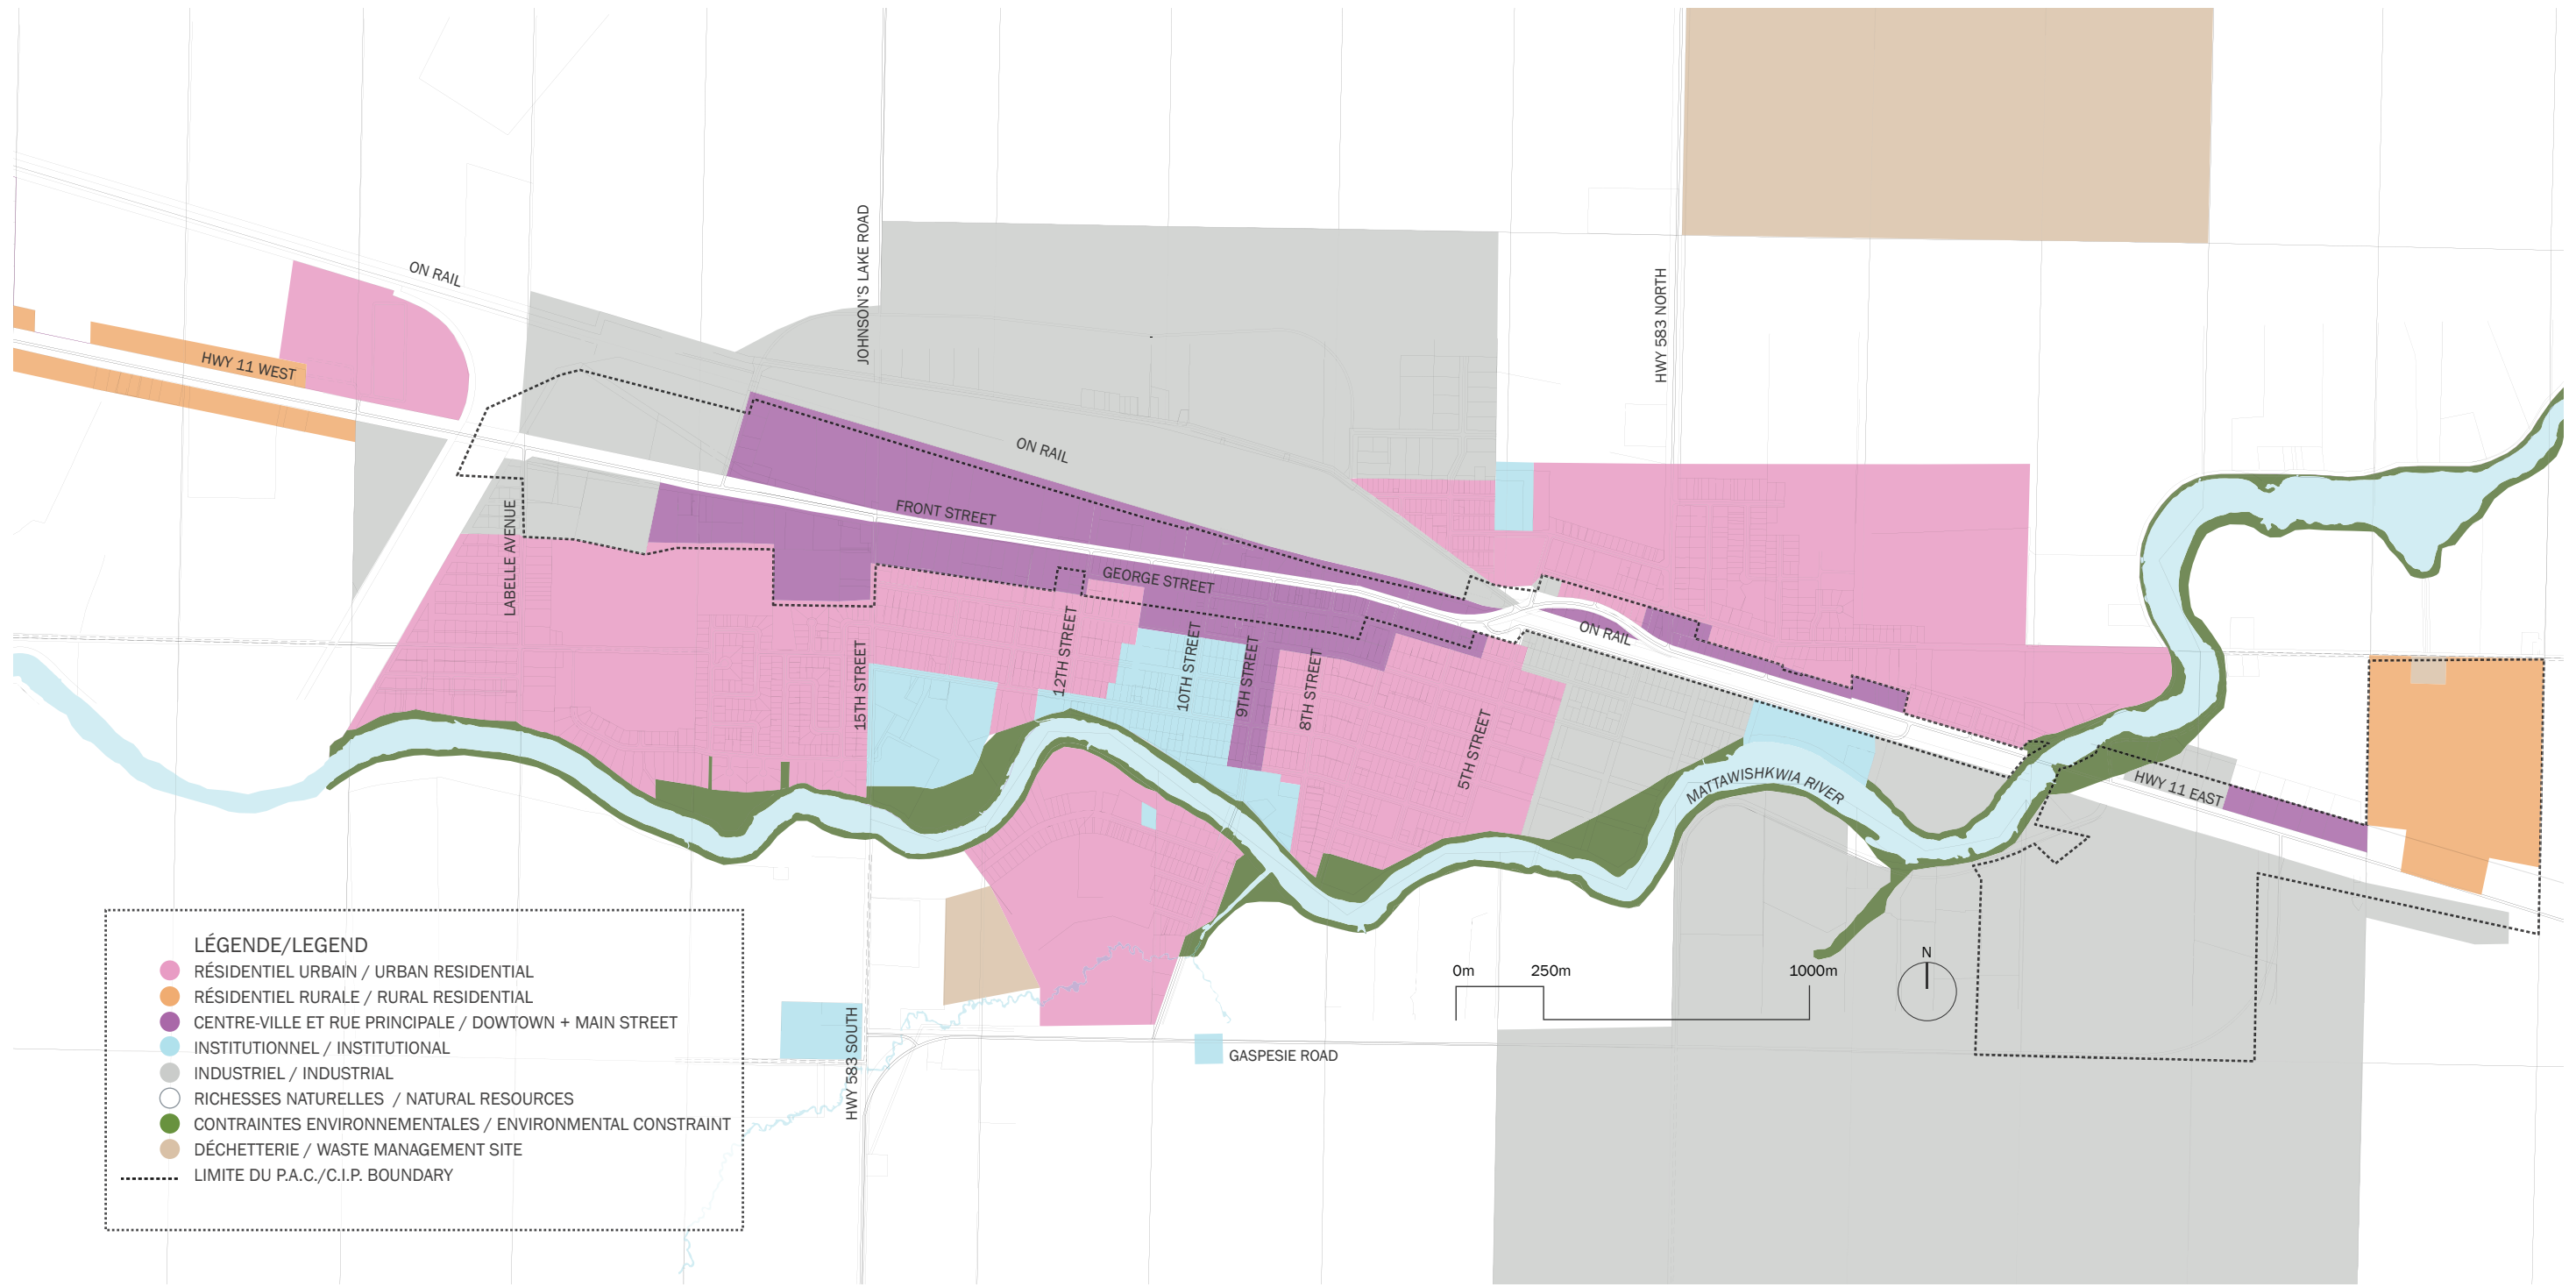 ON RAIL
JOHNSON'S LAKE ROAD
HWY 583 NORTH
HWY 11 WEST
ON RAIL
FRONT STREET
LABELLE AVENUE
GEORGE STREET
ON RAIL
12TH STREET
10TH STREET
9TH STREET
8TH STREET
15TH STREET
5TH STREET
MATTAWISHKWIA RIVER
HWY 11 EAST
LÉGENDE/LEGEND
RÉSIDENTIEL URBAIN / URBAN RESIDENTIAL
RÉSIDENTIEL RURALE / RURAL RESIDENTIAL
CENTRE-VILLE ET RUE PRINCIPALE / DOWTOWN + MAIN STREET
INSTITUTIONNEL / INSTITUTIONAL
INDUSTRIEL / INDUSTRIAL
RICHESSES NATURELLES / NATURAL RESOURCES
CONTRAINTES ENVIRONNEMENTALES / ENVIRONMENTAL CONSTRAINT
DÉCHETTERIE / WASTE MANAGEMENT SITE
LIMITE DU P.A.C./C.I.P. BOUNDARY
0m 250m 1000m
N
HWY 583 SOUTH
GASPESIE ROAD